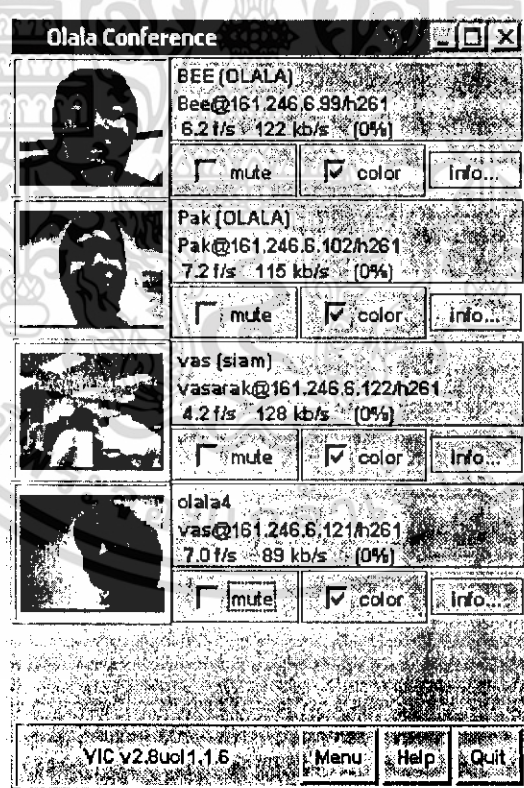 Olala Conference
BEE (OLALA)
Bee@161.246.6.99/h261
6.2 f/s 122 kb/s (0%)
mute color info...
Pak (OLALA)
Pak@161.246.6.102/h261
7.2 f/s 115 kb/s (0%)
mute color info...
vas (siam)
vasarak@161.246.6.122/h261
4.2 f/s 128 kb/s (0%)
mute color info...
olala4
vas@161.246.6.121/h261
7.0 f/s 89 kb/s (0%)
mute color info...
VIC v2.8ucl1.1.6 Menu Help Quit